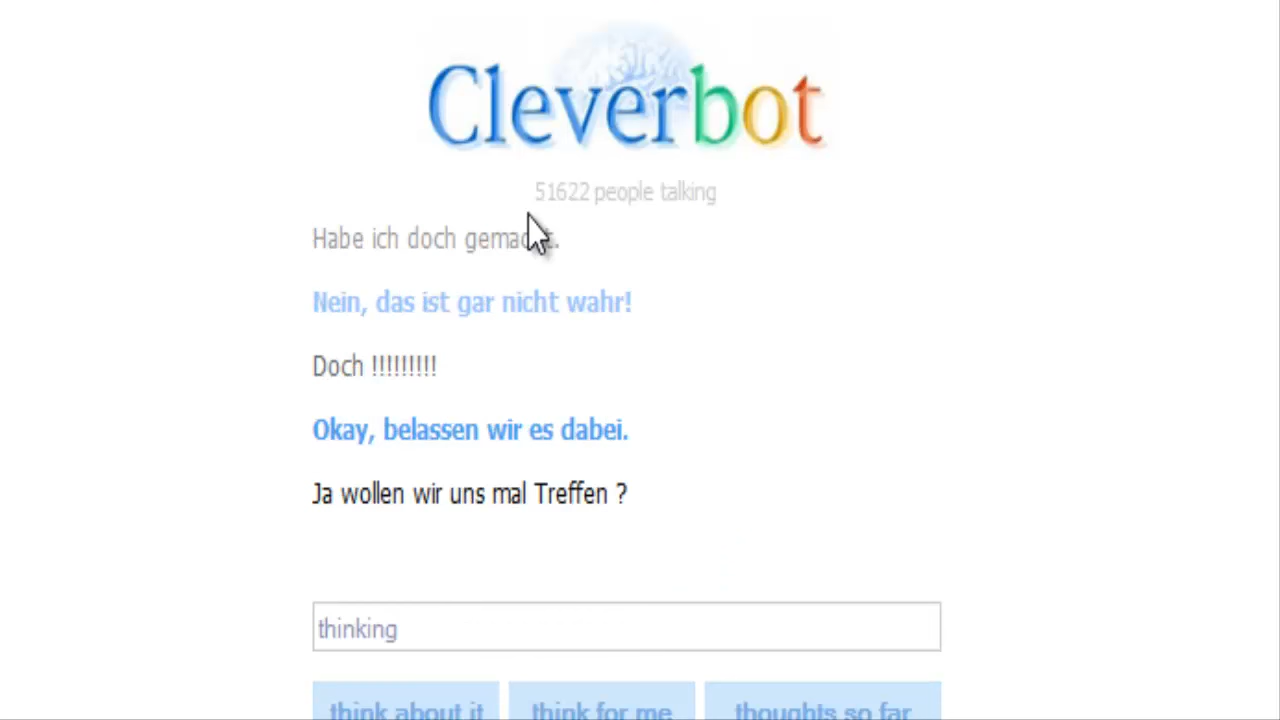 Cleverbot
51622 people talking
Habe ich doch gemacht.
Nein, das ist gar nicht wahr!
Doch !!!!!!!!!
Okay, belassen wir es dabei.
Ja wollen wir uns mal Treffen ?
thinking
think about it think for me thoughts so far